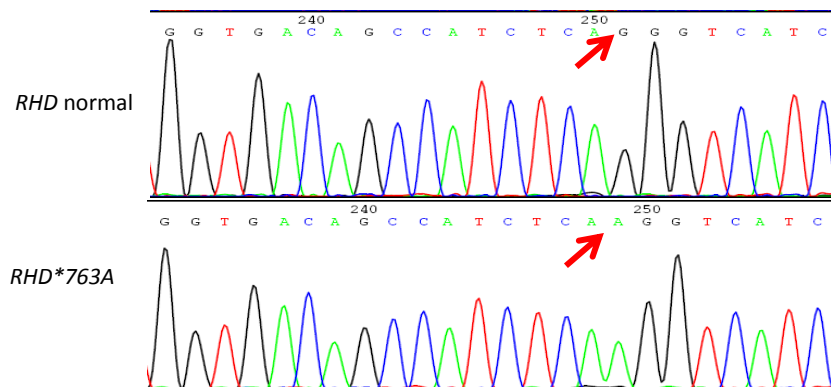 240 250
G G T G A C A G C C A T C T C A G G G T C A T C
RHD normal
240 250
G G T G A C A G C C A T C T C A A G G T C A T C
RHD*763A